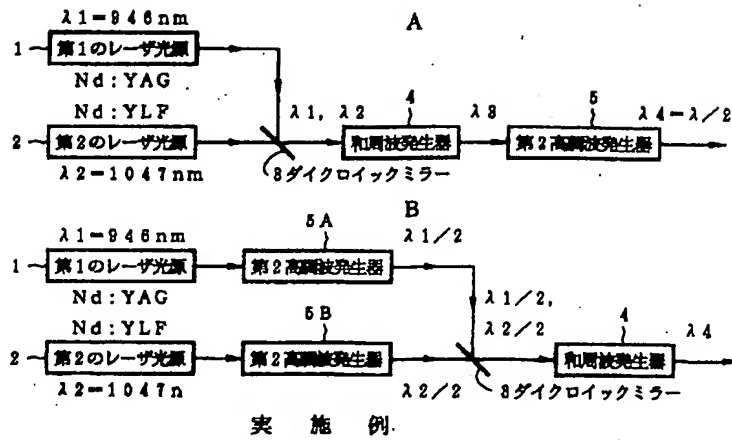 λ1=946nm
A
1
第1のレーザ光源
Nd:YAG
Nd:YLF
λ1, λ2
4
λ3
5
λ4=λ/2
2
第2のレーザ光源
和周波発生器
第2高調波発生器
λ2=1047nm
3ダイクロイックミラー
B
λ1=946nm
5A
λ1/2
1
第1のレーザ光源
第2高調波発生器
Nd:YAG
Nd:YLF
5B
λ1/2,
λ2/2
4
λ4
2
第2のレーザ光源
第2高調波発生器
和周波発生器
λ2=1047n
λ2/2
3ダイクロイックミラー
実施例